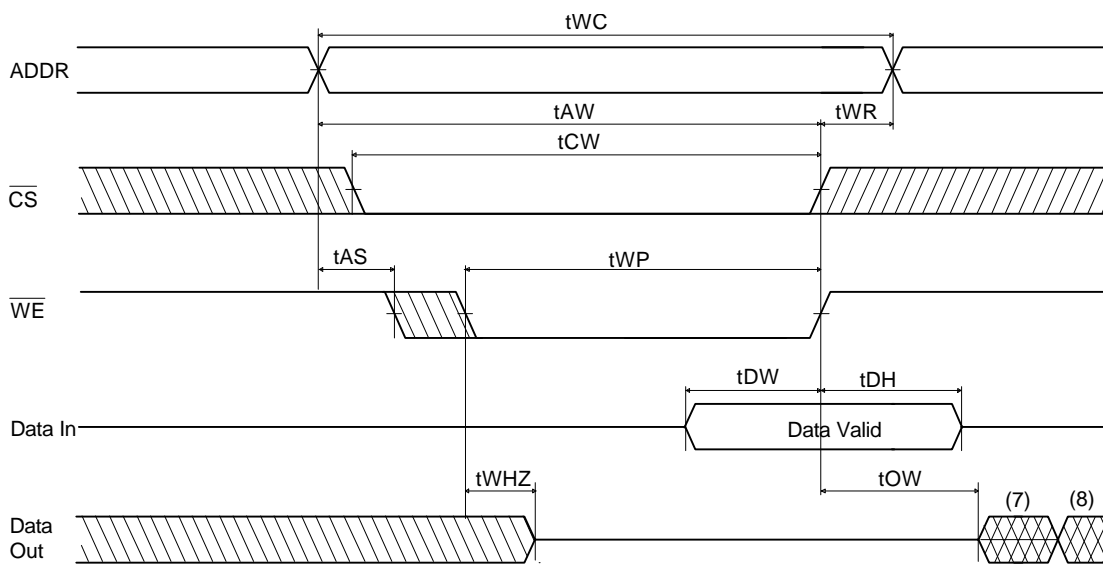 tWC
ADDR
tAW
tWR
tCW
CS
tAS
tWP
WE
tDW
tDH
Data In
Data Valid
tWHZ
tOW
(7)
(8)
Data
Out